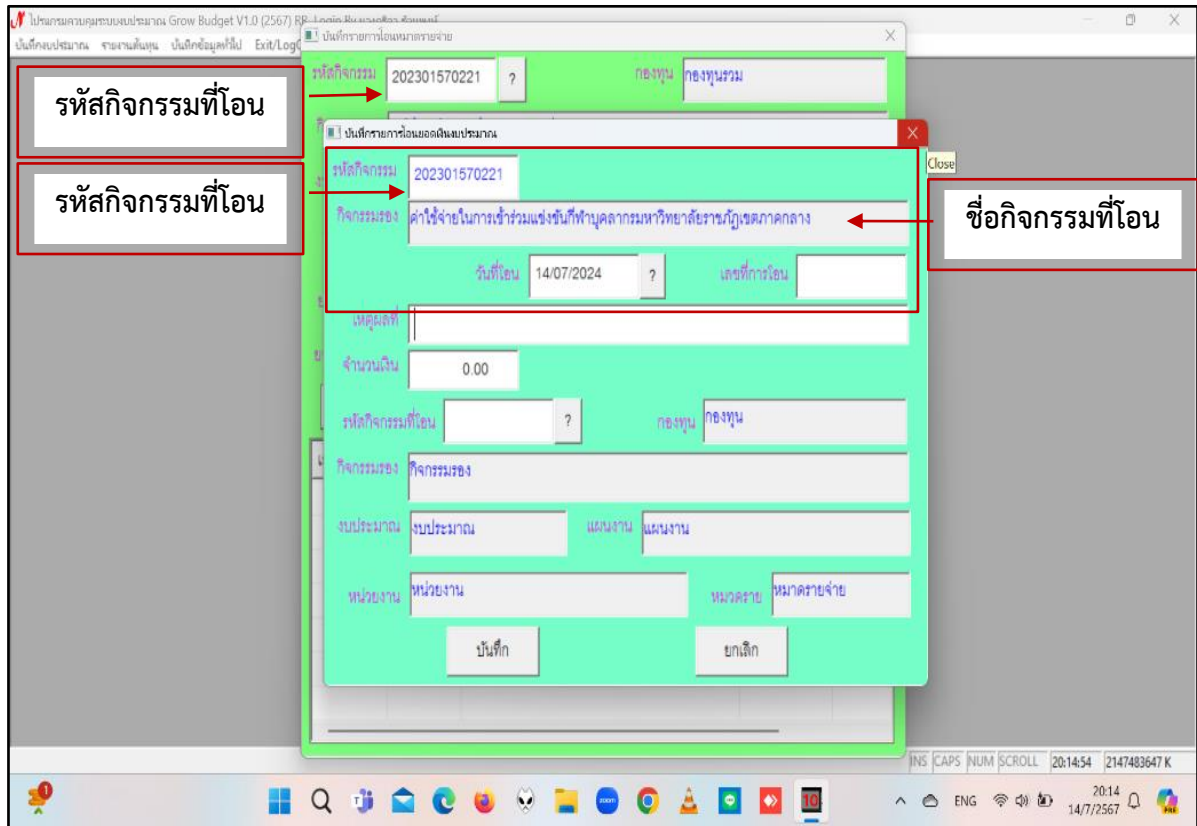 โปรแกรมควบคุมระบบงบประมาณ Grow Budget V1.0 (2567)
บันทึกงบประมาณ รายงานต้นทุน บันทึกข้อมูลทั่วไป Exit/LogO
บันทึกรายการโอนหมาดรายจ่าย
รหัสกิจกรรม 202301570221 ? กองทุน กองทุนรวม
รหัสกิจกรรมที่โอน
บันทึกรายการโอนยอดเงินงบประมาณ
Close
รหัสกิจกรรม 202301570221
รหัสกิจกรรมที่โอน
กิจกรรมรอง ค่าใช้จ่ายในการเข้าร่วมแข่งขันกีฬาบุคลากรมหาวิทยาลัยราชภัฏเขตภาคกลาง
ชื่อกิจกรรมที่โอน
วันที่โอน 14/07/2024 ? เลขที่การโอน
เหตุผลที่
จำนวนเงิน 0.00
รหัสกิจกรรมที่โอน ? กองทุน กองทุน
กิจกรรมรอง กิจกรรมรอง
งบประมาณ งบประมาณ แผนงาน แผนงาน
หน่วยงาน หน่วยงาน หมวดราย หมาดรายจ่าย
บันทึก ยกเลิก
INS CAPS NUM SCROLL 20:14:54 2147483647 K
zoom 10 ENG 20:14
14/7/2567
PRE